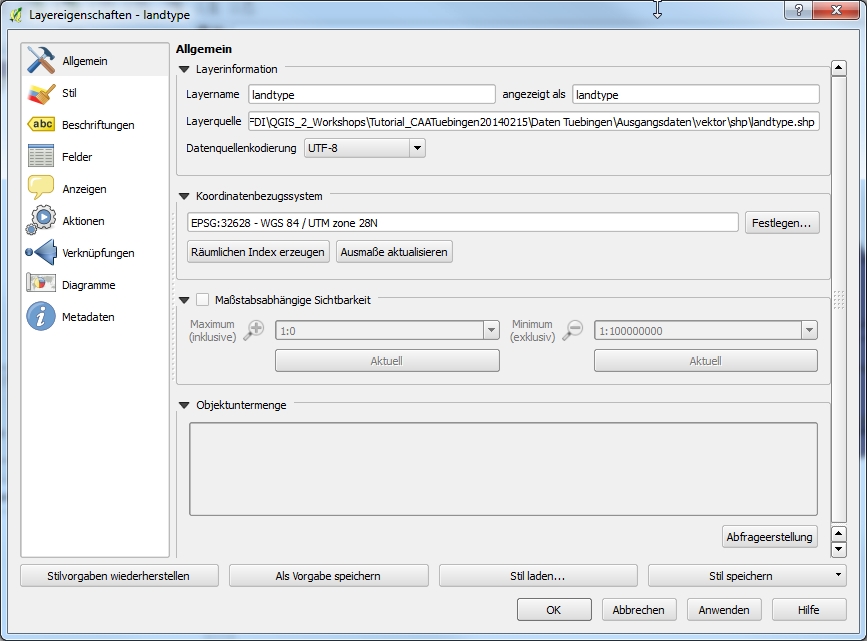 Layereigenschaften - landtype
Allgemein
Stil
abc
Beschriftungen
Felder
Anzeigen
Aktionen
Verknüpfungen
Diagramme
i
Metadaten
Allgemein
Layerinformation
Layername landtype angezeigt als landtype
Layerquelle FDI\QGIS_2_Workshops\Tutorial_CAATuebingen20140215\Daten Tuebingen\Ausgangsdaten\vektor\shp\landtype.shp
Datenquellenkodierung UTF-8
Koordinatenbezugssystem
EPSG:32628 - WGS 84 / UTM zone 28N Festlegen...
Räumlichen Index erzeugen Ausmaße aktualisieren
Maßstabsabhängige Sichtbarkeit
Maximum
(inklusive)
1:0
Minimum
(exklusiv)
1:100000000
Aktuell Aktuell
Objektuntermenge
Abfrageerstellung
Stilvorgaben wiederherstellen Als Vorgabe speichern Stil laden... Stil speichern
OK Abbrechen Anwenden Hilfe